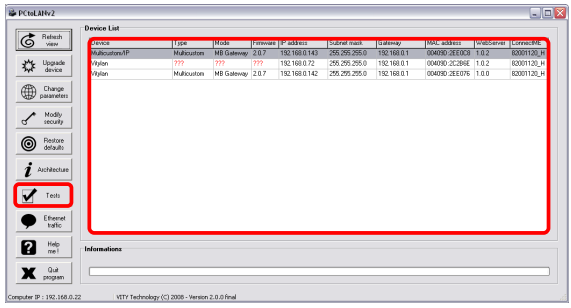 PCtoLANv2
Refresh view
Upgrade device
Change parameters
Modify security
Restore defaults
Architecture
Tests
Ethernet traffic
Help me !
Quit program
Device List
Device Type Mode Firmware IP address Subnet mask Gateway MAC address WebServer ConnectME
Multicustom/IP Multicustom MB Gateway 2.0.7 192.168.0.143 255.255.255.0 192.168.0.1 00409D:2EE0C8 1.0.2 82001120_H
Vitylan ??? ??? ??? 192.168.0.72 255.255.255.0 192.168.0.1 00409D:2C2B6E 1.0.2 82001120_H
Vitylan Multicustom MB Gateway 2.0.7 192.168.0.142 255.255.255.0 192.168.0.1 00409D:2EE076 1.0.0 82001120_H
Informations
Computer IP : 192.168.0.22 VITY Technology (C) 2008 - Version 2.0.0 final